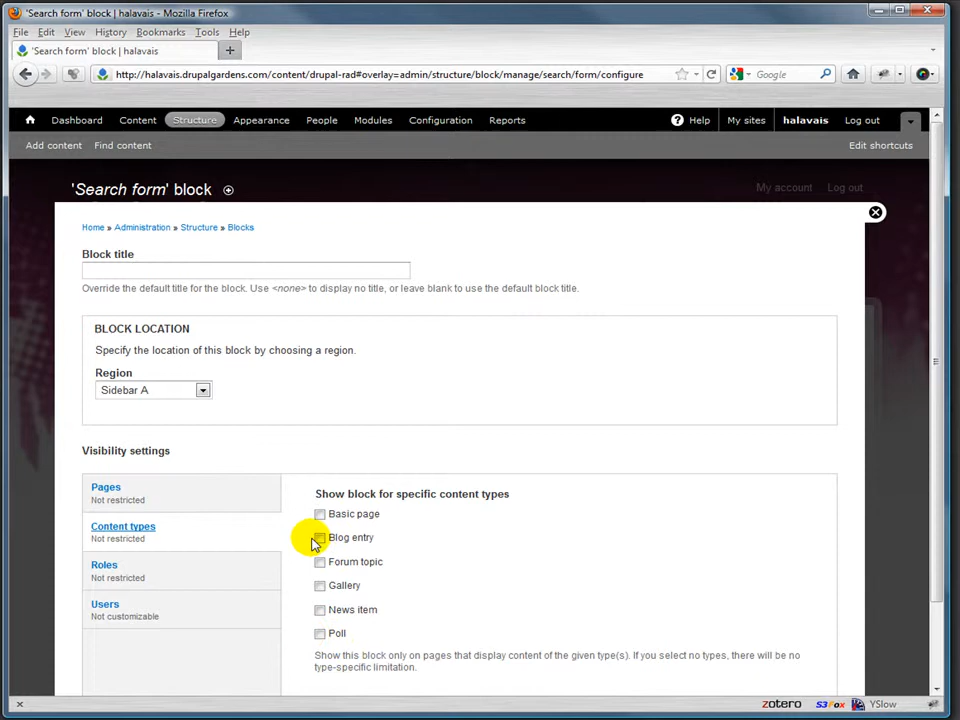 'Search form' block | halavais - Mozilla Firefox
File Edit View History Bookmarks Tools Help
'Search form' block | halavais
http://halavais.drupalgardens.com/content/drupal-rad#overlay=admin/structure/block/manage/search/form/configure
Google
Dashboard Content Structure Appearance People Modules Configuration Reports Help My sites halavais Log out
Add content Find content Edit shortcuts
'Search form' block
My account Log out
Home » Administration » Structure » Blocks
Block title
Override the default title for the block. Use <none> to display no title, or leave blank to use the default block title.
BLOCK LOCATION
Specify the location of this block by choosing a region.
Region
Sidebar A
Visibility settings
Pages
Not restricted
Content types
Not restricted
Roles
Not restricted
Users
Not customizable
Show block for specific content types
Basic page
Blog entry
Forum topic
Gallery
News item
Poll
Show this block only on pages that display content of the given type(s). If you select no types, there will be no
type-specific limitation.
zotero S3Fox YSlow